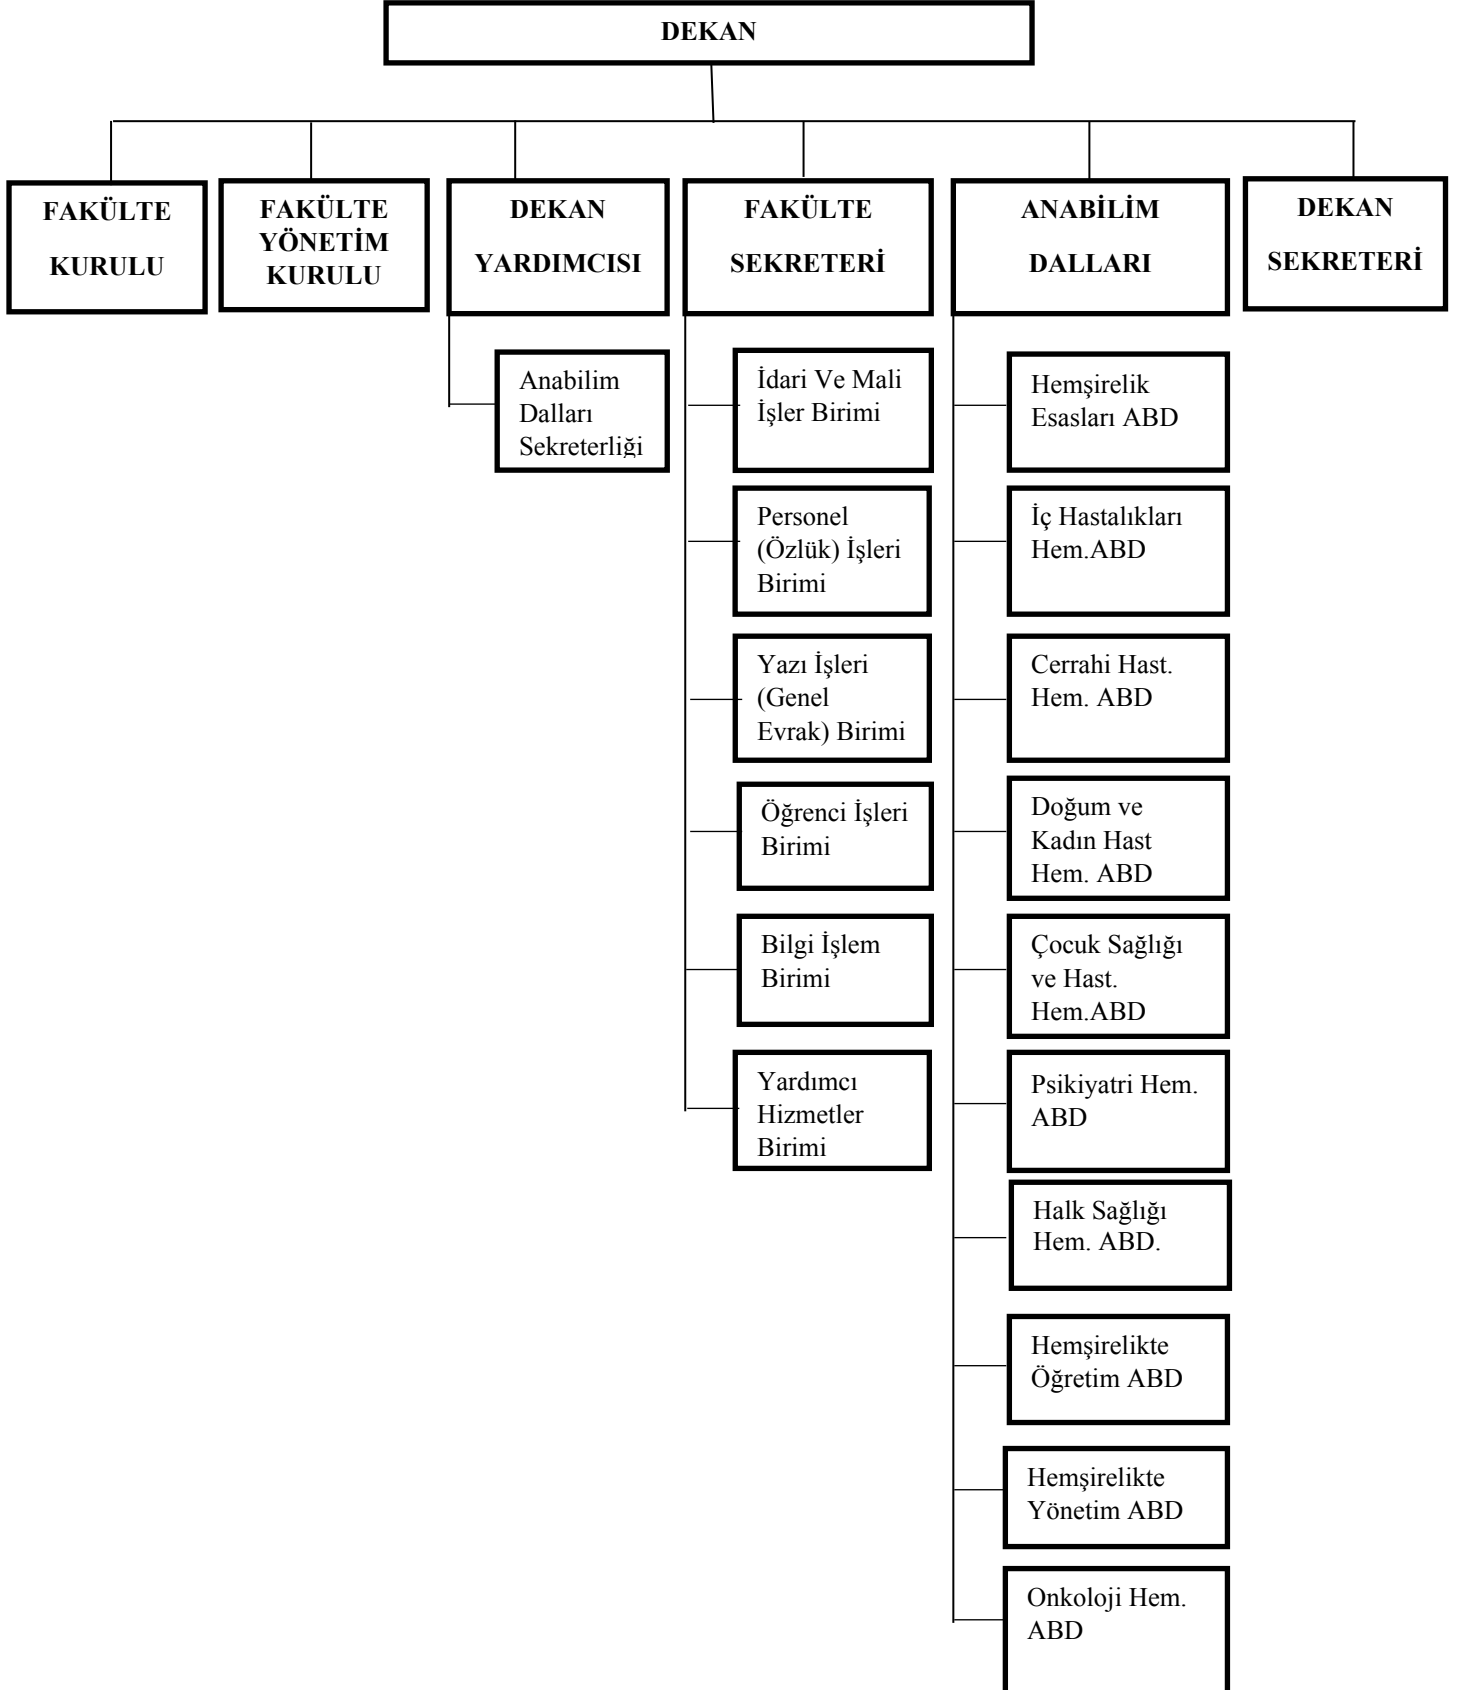 DEKAN
FAKÜLTE
KURULU
FAKÜLTE
YÖNETİM
KURULU
DEKAN
YARDIMCISI
FAKÜLTE
SEKRETERİ
ANABİLİM
DALLARI
DEKAN
SEKRETERİ
Anabilim
Dalları
Sekreterliği
İdari Ve Mali
İşler Birimi
Personel
(Özlük) İşleri
Birimi
Yazı İşleri
(Genel
Evrak) Birimi
Öğrenci İşleri
Birimi
Bilgi İşlem
Birimi
Yardımcı
Hizmetler
Birimi
Hemşirelik
Esasları ABD
İç Hastalıkları
Hem.ABD
Cerrahi Hast.
Hem. ABD
Doğum ve
Kadın Hast
Hem. ABD
Çocuk Sağlığı
ve Hast.
Hem.ABD
Psikiyatri Hem.
ABD
Halk Sağlığı
Hem. ABD.
Hemşirelikte
Öğretim ABD
Hemşirelikte
Yönetim ABD
Onkoloji Hem.
ABD